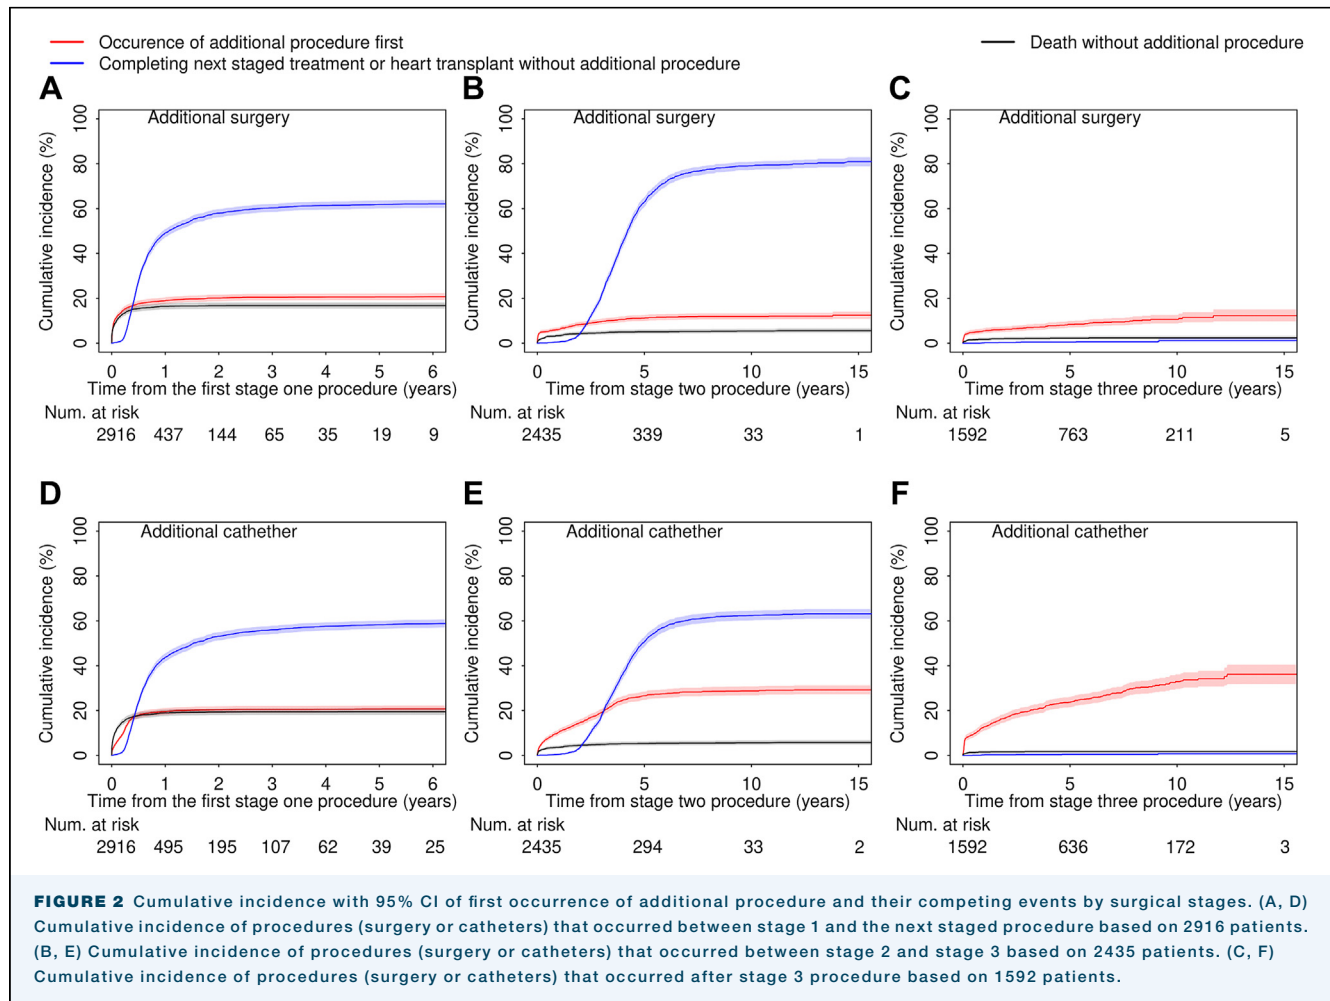 Occurence of additional procedure first
Completing next staged treatment or heart transplant without additional procedure
Death without additional procedure
A
Additional surgery
Cumulative incidence (%)
0 20 40 60 80 100
0 1 2 3 4 5 6
Time from the first stage one procedure (years)
Num. at risk
2916 437 144 65 35 19 9
B
Additional surgery
Cumulative incidence (%)
0 20 40 60 80 100
0 5 10 15
Time from stage two procedure (years)
Num. at risk
2435 339 33 1
C
Additional surgery
Cumulative incidence (%)
0 20 40 60 80 100
0 5 10 15
Time from stage three procedure (years)
Num. at risk
1592 763 211 5
D
Additional cathether
Cumulative incidence (%)
0 20 40 60 80 100
0 1 2 3 4 5 6
Time from the first stage one procedure (years)
Num. at risk
2916 495 195 107 62 39 25
E
Additional cathether
Cumulative incidence (%)
0 20 40 60 80 100
0 5 10 15
Time from stage two procedure (years)
Num. at risk
2435 294 33 2
F
Additional cathether
Cumulative incidence (%)
0 20 40 60 80 100
0 5 10 15
Time from stage three procedure (years)
Num. at risk
1592 636 172 3
FIGURE 2 Cumulative incidence with 95% CI of first occurrence of additional procedure and their competing events by surgical stages. (A, D)
Cumulative incidence of procedures (surgery or catheters) that occurred between stage 1 and the next staged procedure based on 2916 patients.
(B, E) Cumulative incidence of procedures (surgery or catheters) that occurred between stage 2 and stage 3 based on 2435 patients. (C, F)
Cumulative incidence of procedures (surgery or catheters) that occurred after stage 3 procedure based on 1592 patients.